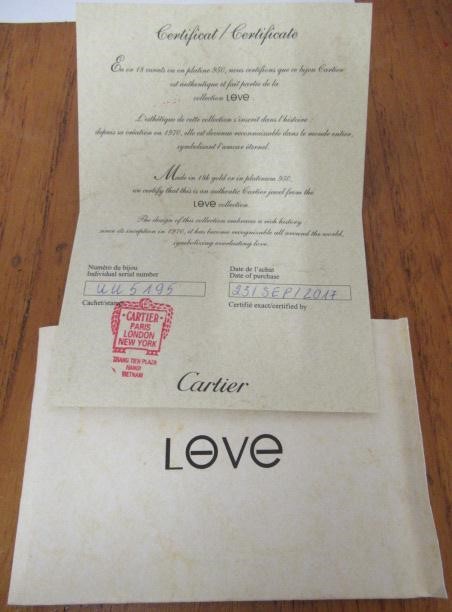 Certificat / Certificate
En or 18 carats ou en platine 950, nous certifions que ce bijou Cartier
est authentique et fait partie de la
collection LOVE
L'esthétique de cette collection s'inscrit dans l'histoire :
depuis sa création en 1970, elle est devenue reconnaissable dans le monde entier,
symbolisant l'amour éternel.
Made in 18k gold or in platinum 950,
we certify that this is an authentic Cartier jewel from the
LOVE collection.
The design of this collection embraces a rich history :
since its inception in 1970, it has become recognizable all around the world,
symbolizing everlasting love.
Numéro du bijou
Individual serial number
UU5195
Date de l'achat
Date of purchase
23/SEP/2017
Cachet/stamp
Certifié exact/certified by
CARTIER
PARIS
LONDON
NEW YORK
TRANG TIEN PLAZA
HANOI
VIETNAM
Cartier
LOVE